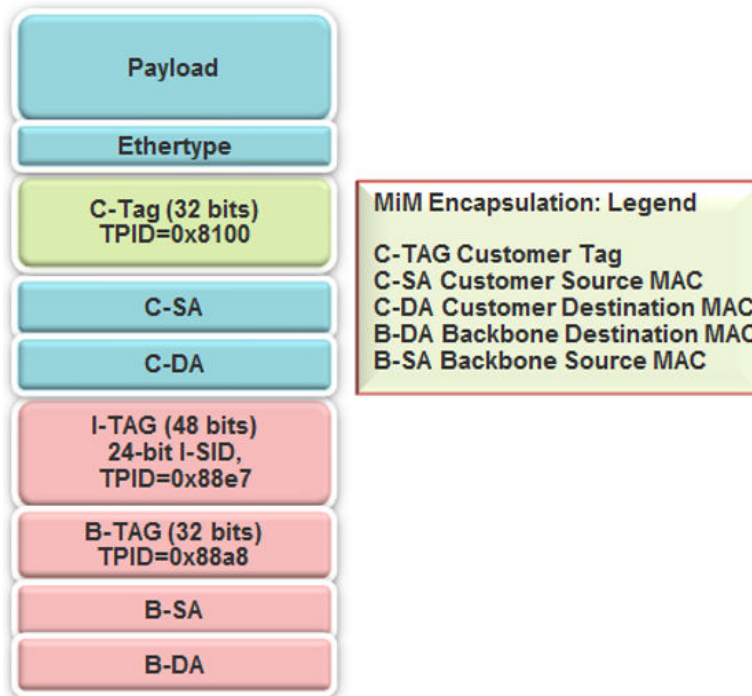 Payload
Ethertype
C-Tag (32 bits)
TPID=0x8100
C-SA
C-DA
I-TAG (48 bits)
24-bit I-SID,
TPID=0x88e7
B-TAG (32 bits)
TPID=0x88a8
B-SA
B-DA
MiM Encapsulation: Legend
C-TAG Customer Tag
C-SA Customer Source MAC
C-DA Customer Destination MAC
B-DA Backbone Destination MAC
B-SA Backbone Source MAC